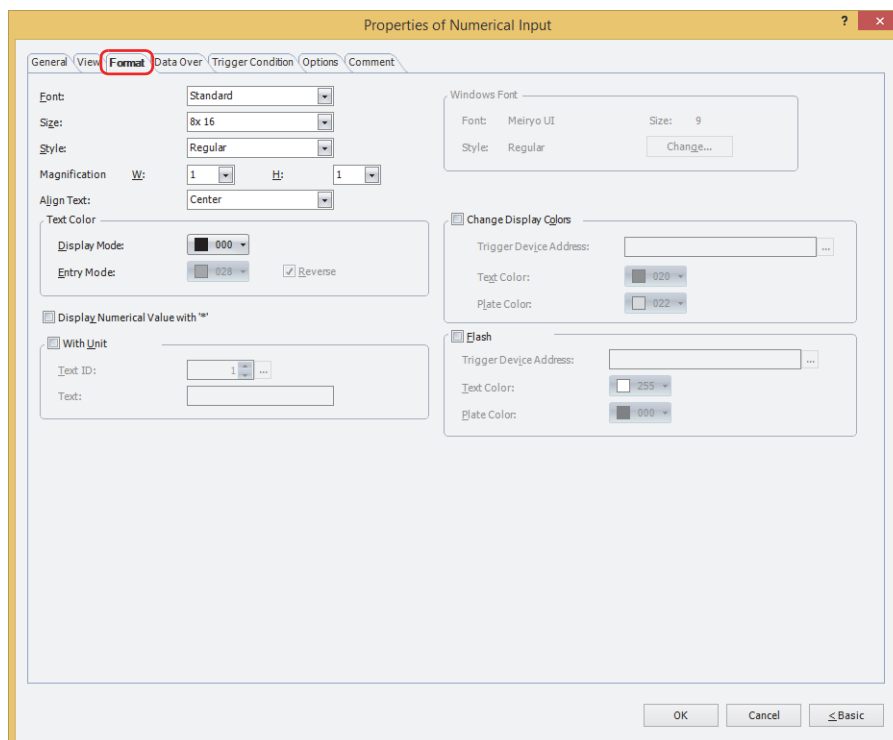 Properties of Numerical Input
? ×
General View Format Data Over Trigger Condition Options Comment
Font: Standard
Size: 8x 16
Style: Regular
Magnification W: 1 H: 1
Align Text: Center
Windows Font
Font: Meiryo UI Size: 9
Style: Regular Change...
Text Color
Display Mode: 000
Entry Mode: 028 Reverse
Change Display Colors
Trigger Device Address: ...
Text Color: 020
Plate Color: 022
Display Numerical Value with '*'
With Unit
Text ID: 1 ...
Text:
Flash
Trigger Device Address: ...
Text Color: 255
Plate Color: 000
OK Cancel < Basic